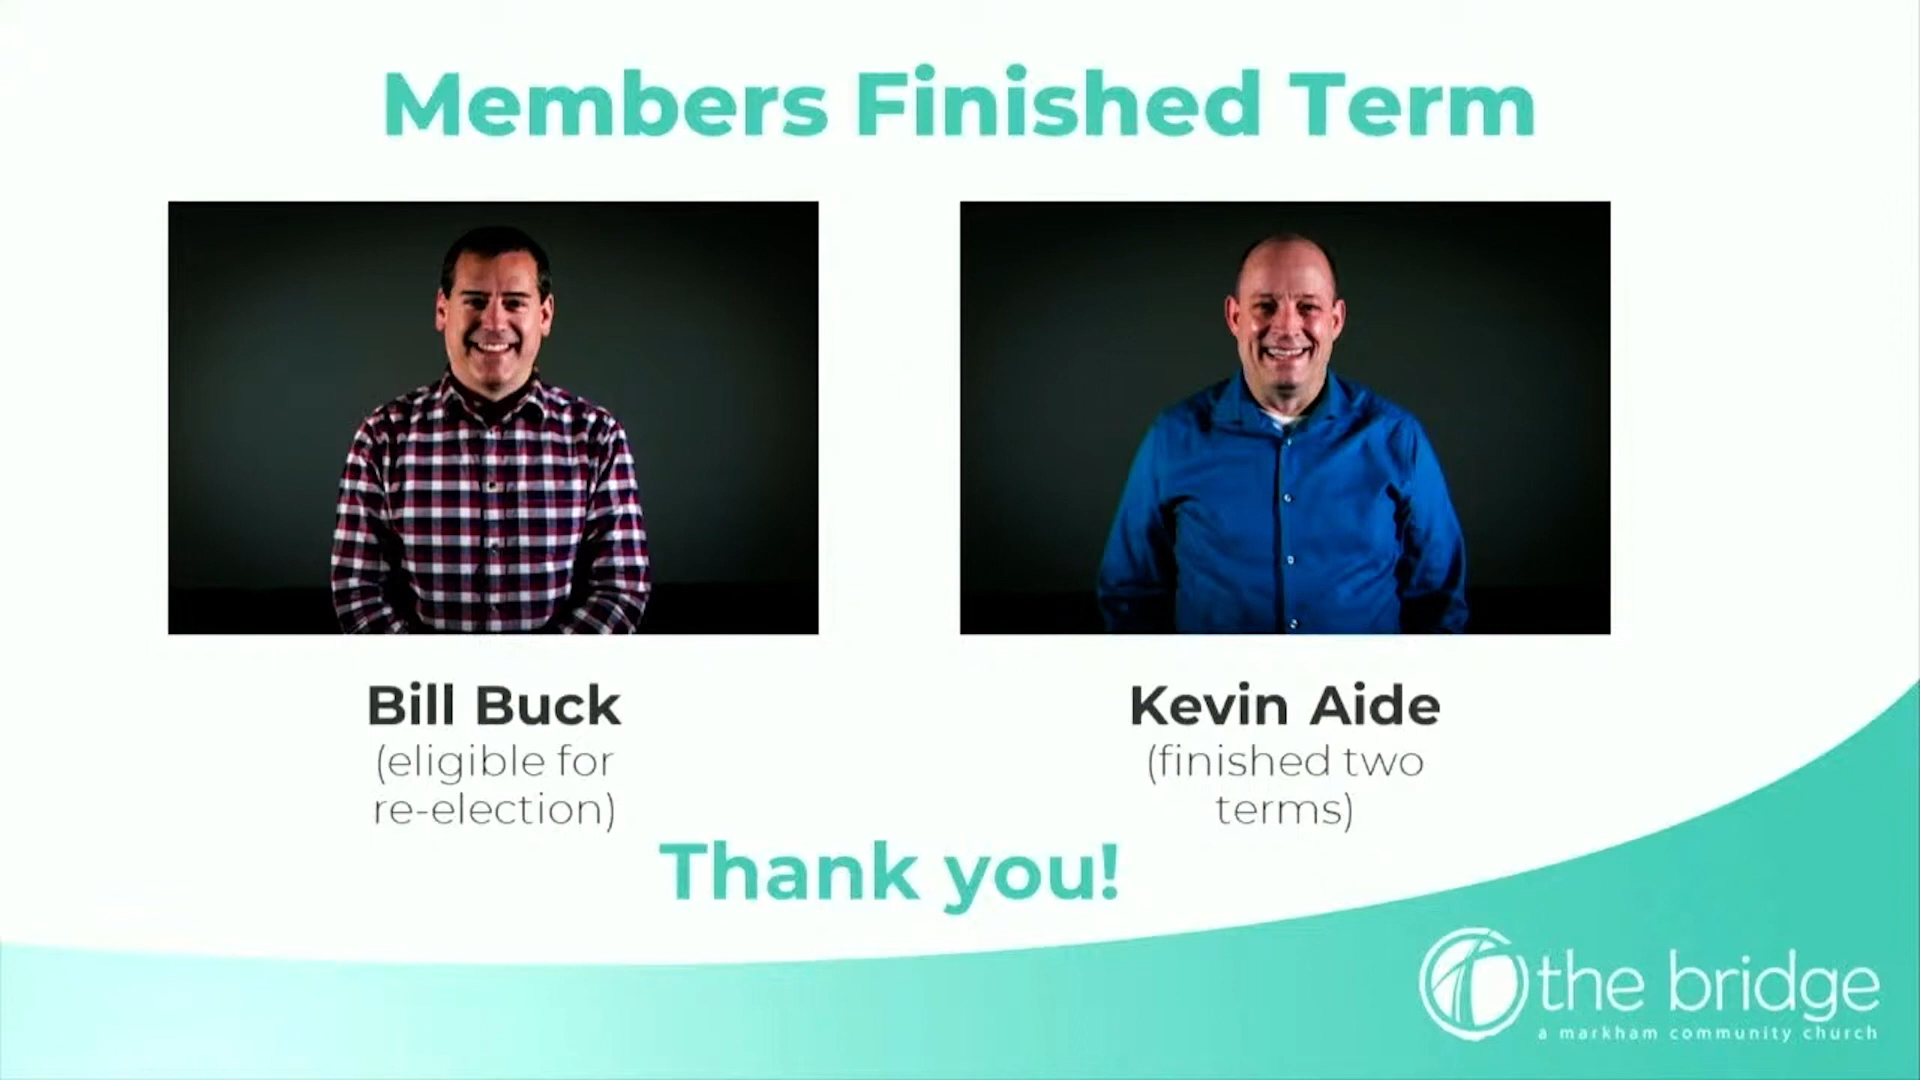 Members Finished Term
Bill Buck
(eligible for
re-election)
Kevin Aide
(finished two
terms)
Thank you!
the bridge
a markham community church